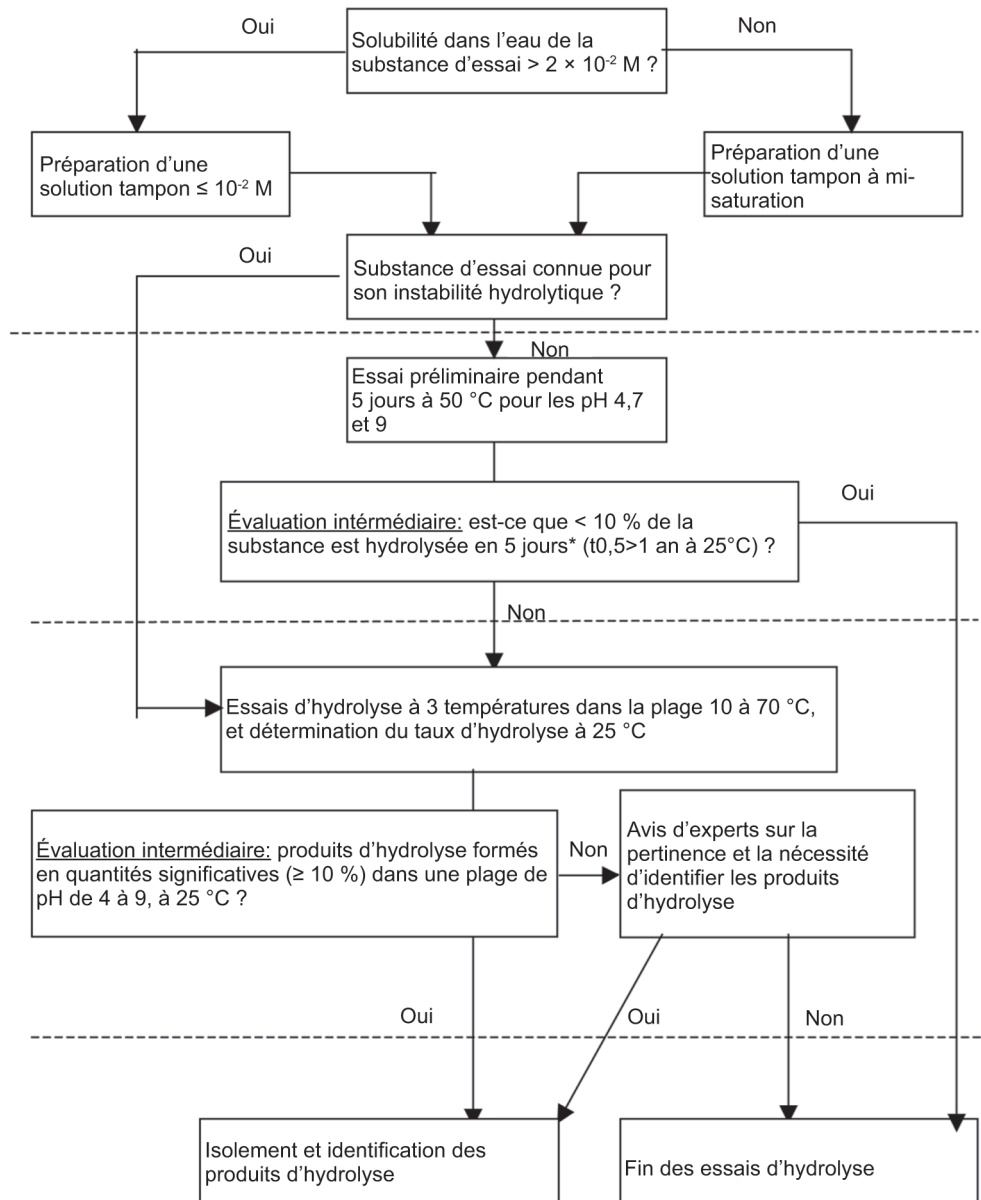 Oui
Solubilité dans l'eau de la
substance d'essai > 2 × 10⁻² M ?
Non
Préparation d'une
solution tampon ≤ 10⁻² M
Préparation d'une
solution tampon à mi-
saturation
Oui
Substance d'essai connue pour
son instabilité hydrolytique ?
Non
Essai préliminaire pendant
5 jours à 50 °C pour les pH 4,7
et 9
Oui
Évaluation intérmédiaire: est-ce que < 10 % de la
substance est hydrolysée en 5 jours* (t0,5>1 an à 25°C) ?
Non
Essais d'hydrolyse à 3 températures dans la plage 10 à 70 °C,
et détermination du taux d'hydrolyse à 25 °C
Évaluation intermédiaire: produits d'hydrolyse formés
en quantités significatives (≥ 10 %) dans une plage de
pH de 4 à 9, à 25 °C ?
Non
Avis d'experts sur la
pertinence et la nécessité
d'identifier les produits
d'hydrolyse
Oui
Oui
Non
Isolement et identification des
produits d'hydrolyse
Fin des essais d'hydrolyse